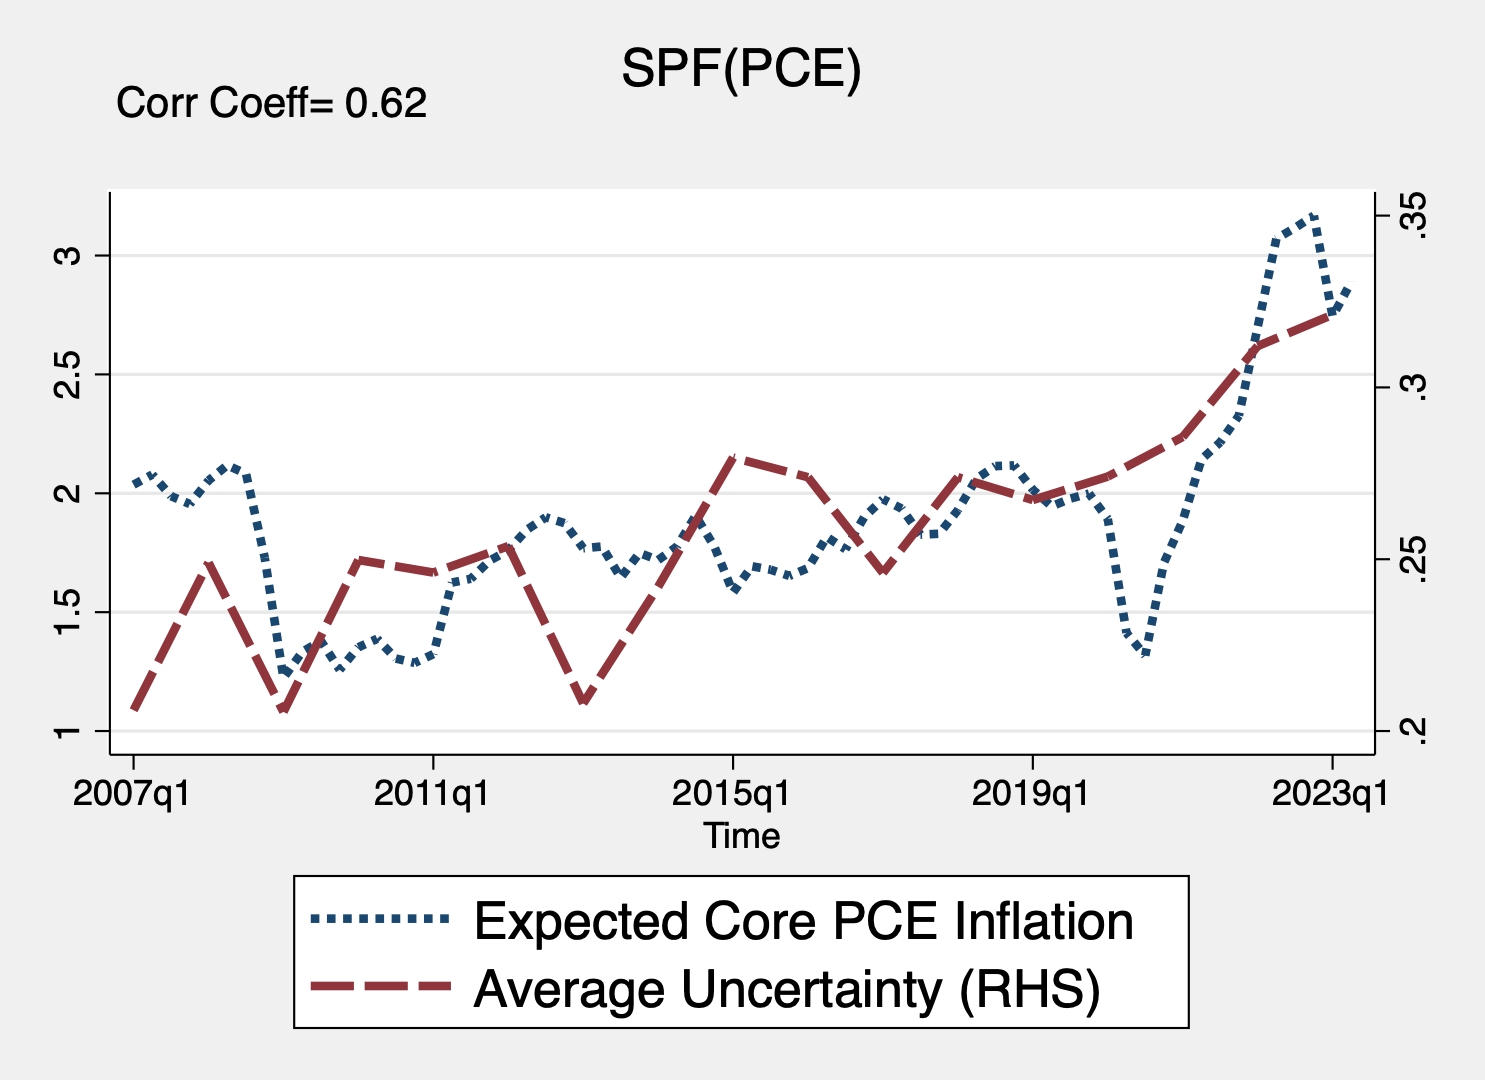 SPF(PCE)
Corr Coeff= 0.62
3
2.5
2
1.5
1
.35
.3
.25
.2
2007q1 2011q1 2015q1 2019q1 2023q1
Time
Expected Core PCE Inflation
Average Uncertainty (RHS)